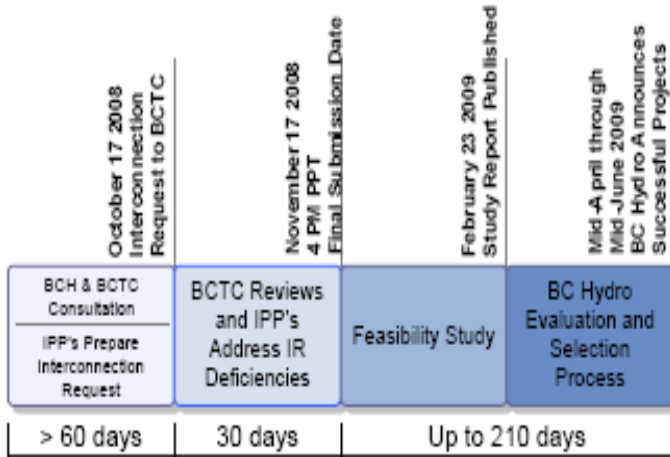 October 17 2008
Interconnection
Request to BCTC
November 17 2008
4 PM PPT
Final Submission Date
February 23 2009
Study Report Published
Mid-April through
Mid-June 2009
BC Hydro Announces
Successful Projects
BCH & BCTC
Consultation
IPP's Prepare
Interconnection
Request
BCTC Reviews
and IPP's
Address IR
Deficiencies
Feasibility Study
BC Hydro
Evaluation and
Selection
Process
> 60 days
30 days
Up to 210 days